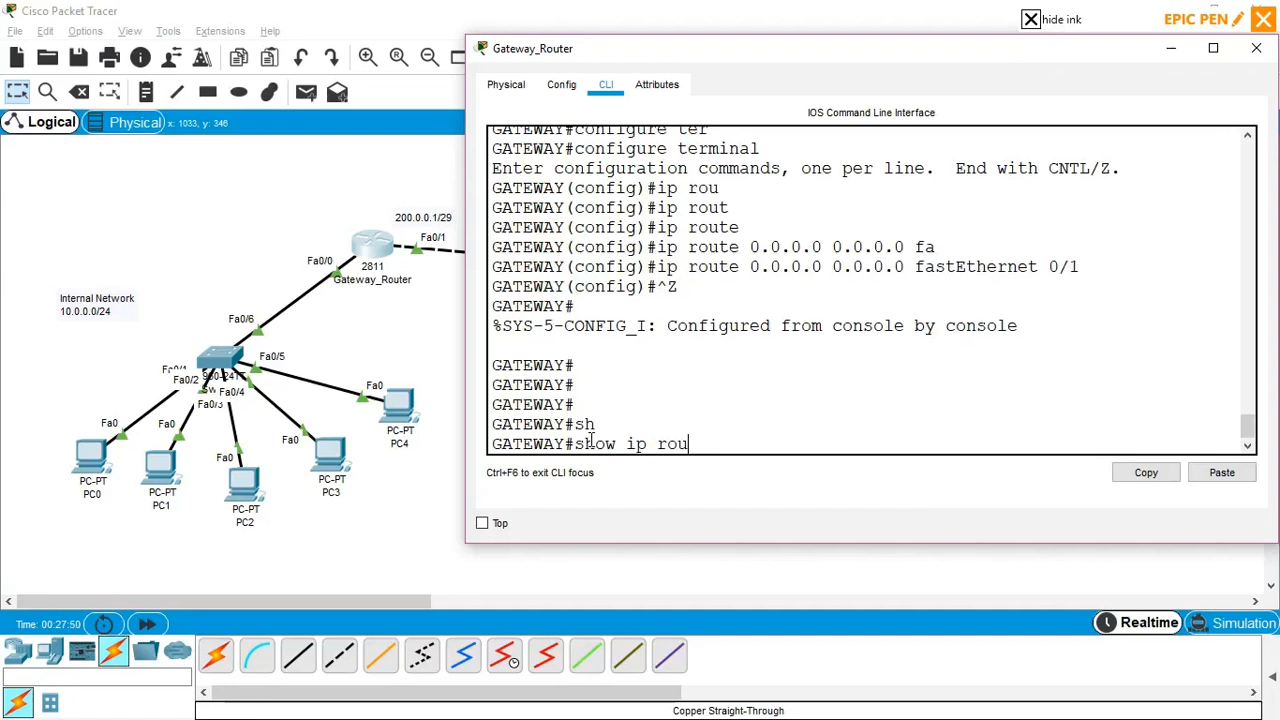 Cisco Packet Tracer
File Edit Options View Tools Extensions Help
hide ink
EPIC PEN
Logical
Physical
x: 1033, y: 346
Gateway_Router
Physical Config CLI Attributes
IOS Command Line Interface
GATEWAY#configure ter
GATEWAY#configure terminal
Enter configuration commands, one per line. End with CNTL/Z.
GATEWAY(config)#ip rou
GATEWAY(config)#ip rout
GATEWAY(config)#ip route
GATEWAY(config)#ip route 0.0.0.0 0.0.0.0 fa
GATEWAY(config)#ip route 0.0.0.0 0.0.0.0 fastEthernet 0/1
GATEWAY(config)#^Z
GATEWAY#
%SYS-5-CONFIG_I: Configured from console by console
GATEWAY#
GATEWAY#
GATEWAY#
GATEWAY#sh
GATEWAY#show ip rou
Ctrl+F6 to exit CLI focus
Copy
Paste
Top
200.0.0.1/29
Fa0/1
Fa0/0
2811
Gateway_Router
Internal Network
10.0.0.0/24
Fa0/6
Fa0/5
Fa0/2
Fa0/4
Fa0/3
Fa0
Fa0
Fa0
Fa0
Fa0
PC-PT
PC4
PC-PT
PC0
PC-PT
PC1
PC-PT
PC2
PC-PT
PC3
Time: 00:27:50
Realtime
Simulation
Copper Straight-Through